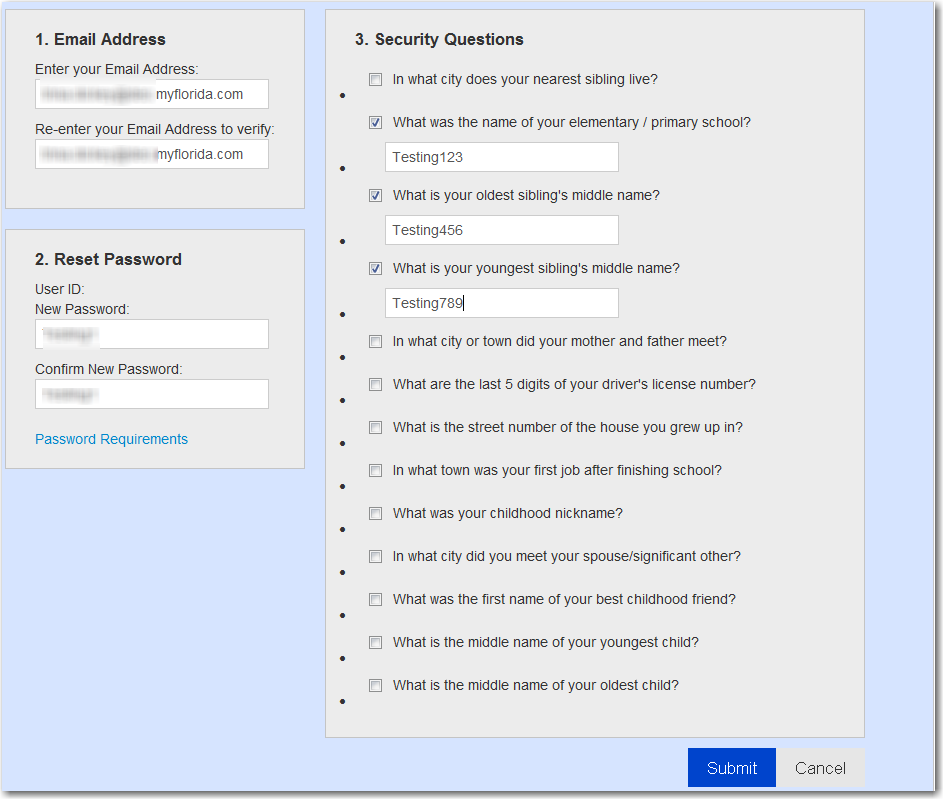 1. Email Address
Enter your Email Address:
myflorida.com
Re-enter your Email Address to verify:
myflorida.com
2. Reset Password
User ID:
New Password:
Confirm New Password:
Password Requirements
3. Security Questions
In what city does your nearest sibling live?
What was the name of your elementary / primary school?
Testing123
What is your oldest sibling's middle name?
Testing456
What is your youngest sibling's middle name?
Testing789
In what city or town did your mother and father meet?
What are the last 5 digits of your driver's license number?
What is the street number of the house you grew up in?
In what town was your first job after finishing school?
What was your childhood nickname?
In what city did you meet your spouse/significant other?
What was the first name of your best childhood friend?
What is the middle name of your youngest child?
What is the middle name of your oldest child?
Submit Cancel